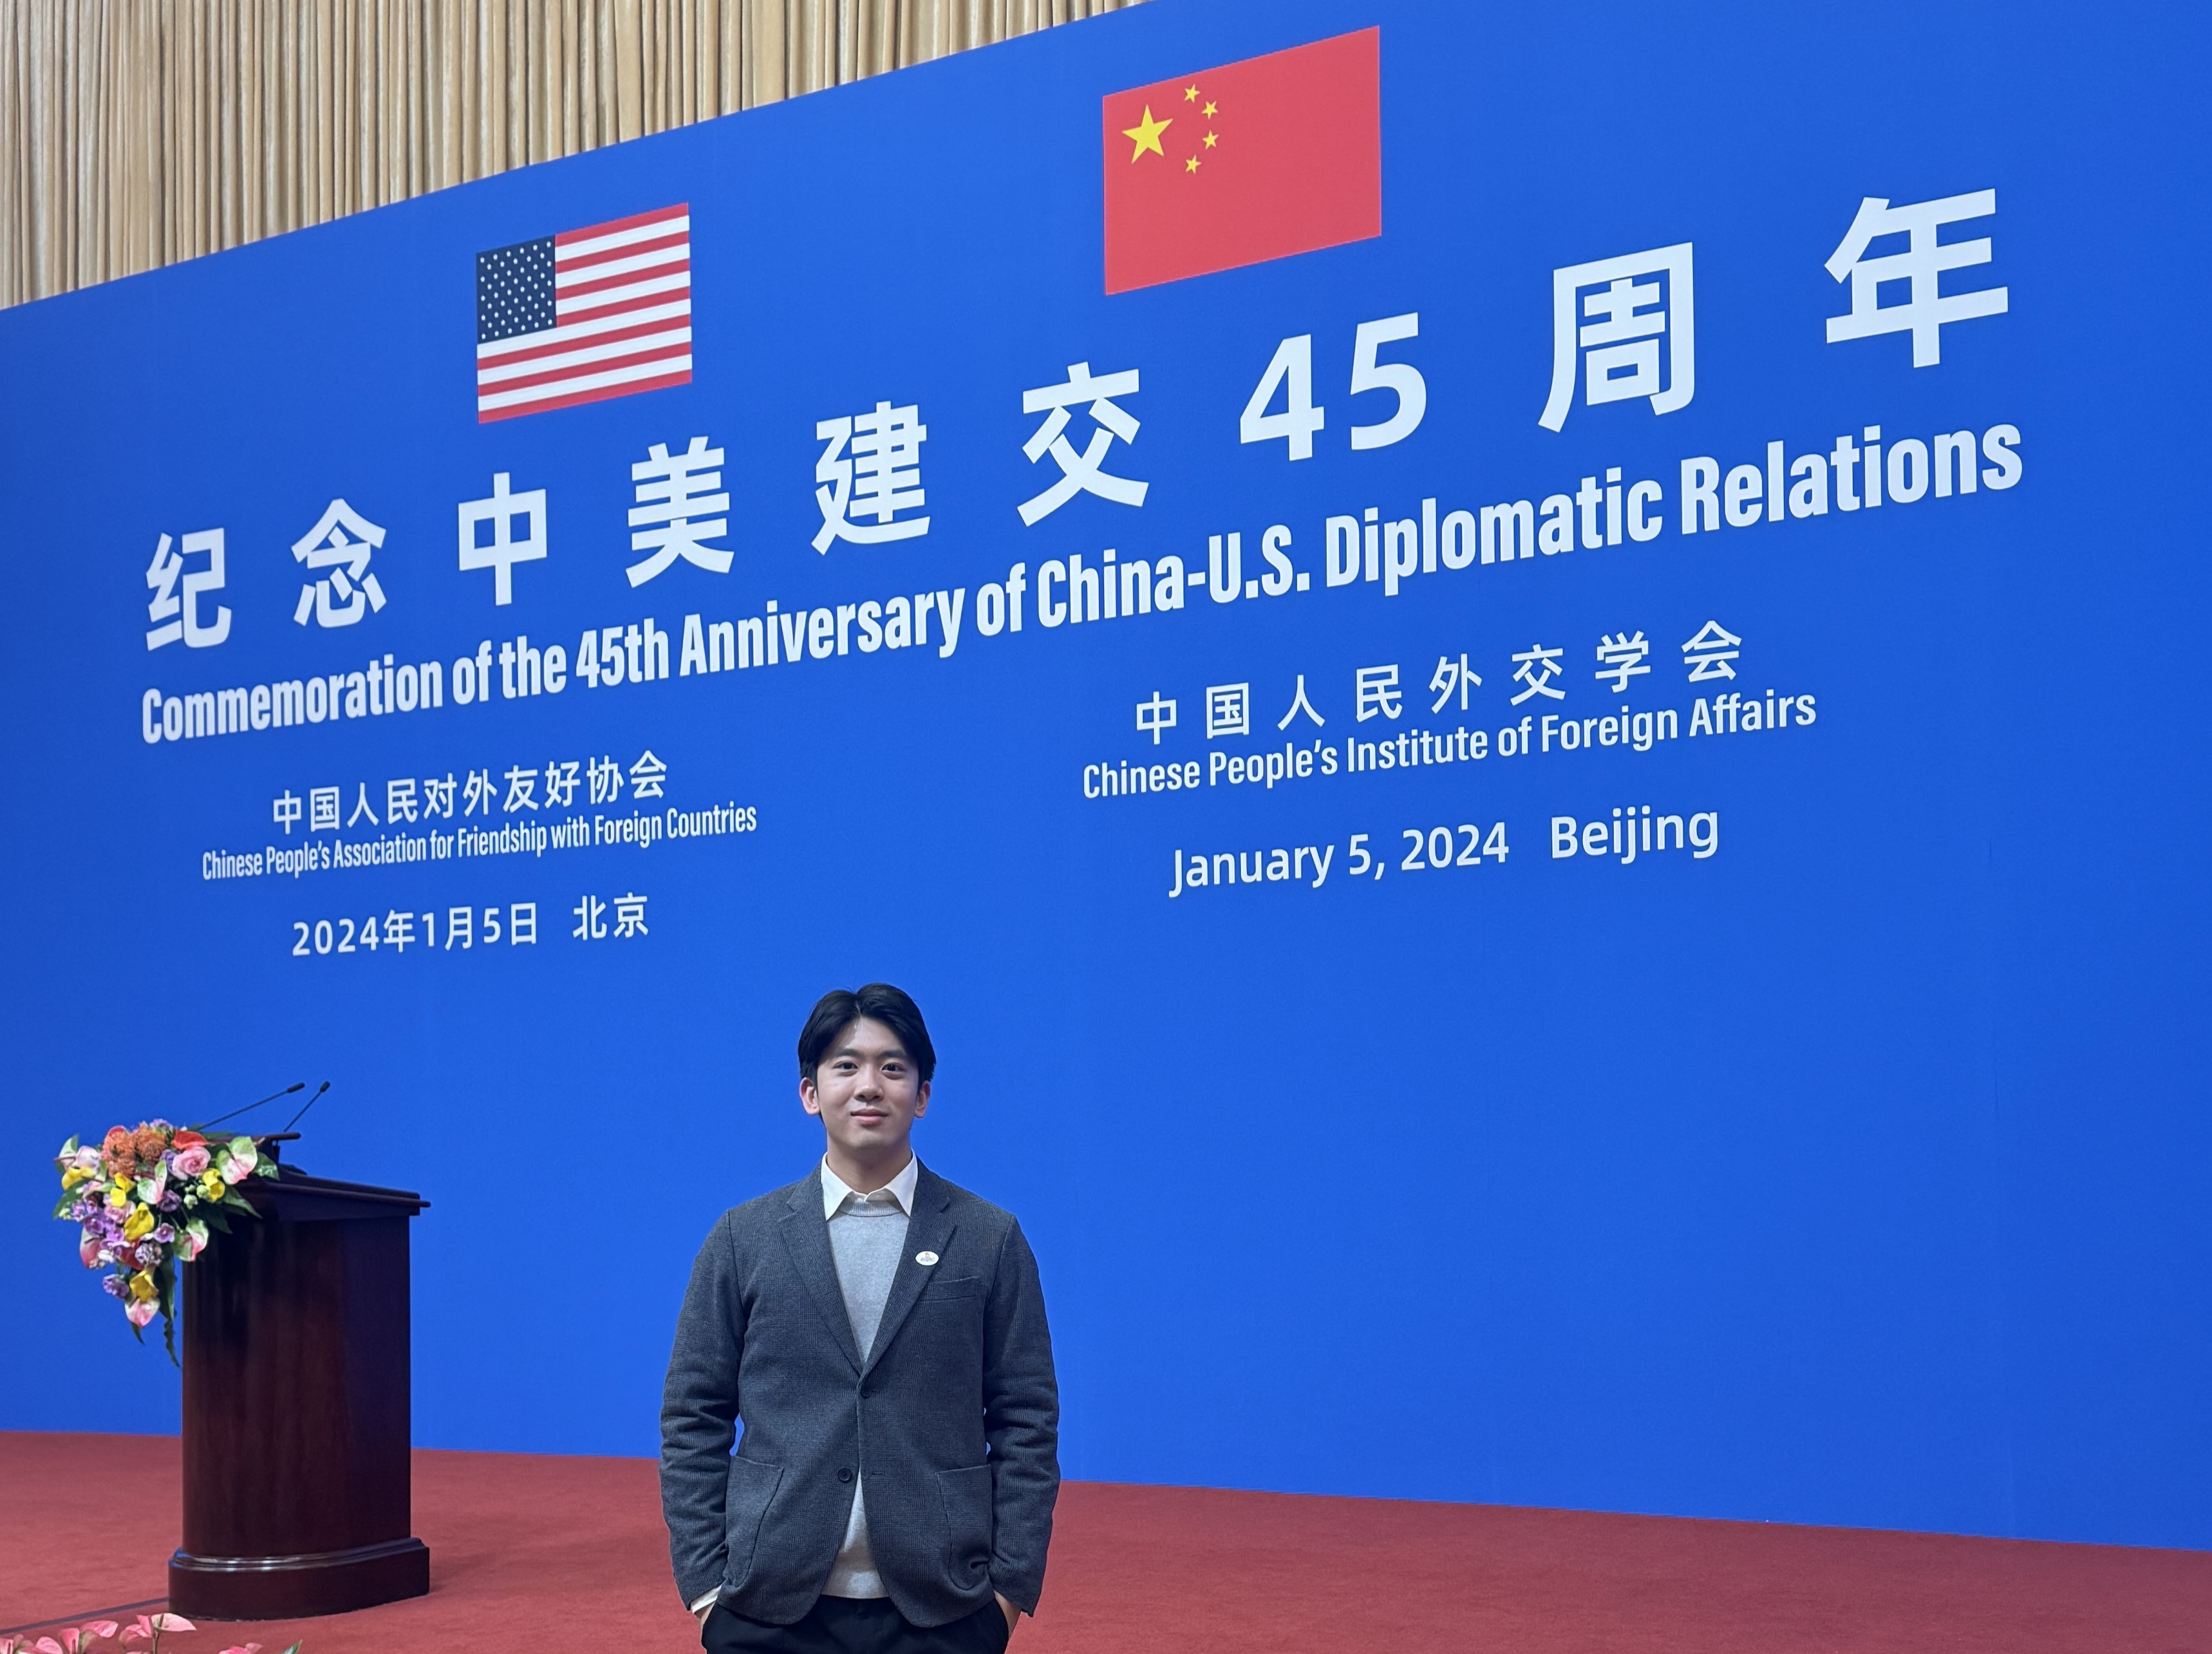 纪念中美建交45周年
Commemoration of the 45th Anniversary of China-U.S. Diplomatic Relations
中国人民对外友好协会
Chinese People's Association for Friendship with Foreign Countries
2024年1月5日 北京
中国人民外交学会
Chinese People's Institute of Foreign Affairs
January 5, 2024 Beijing